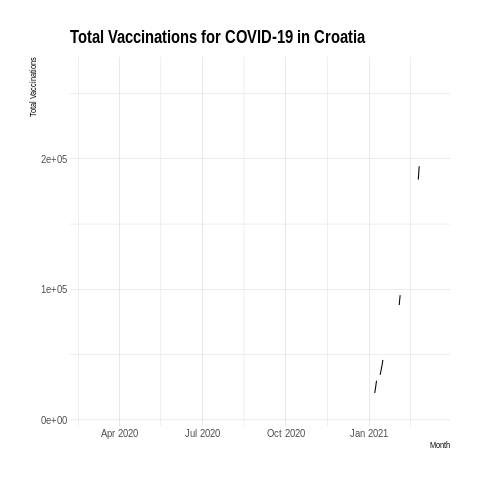 Total Vaccinations for COVID-19 in Croatia
Total Vaccinations
2e+05
1e+05
0e+00
Apr 2020 Jul 2020 Oct 2020 Jan 2021
Month